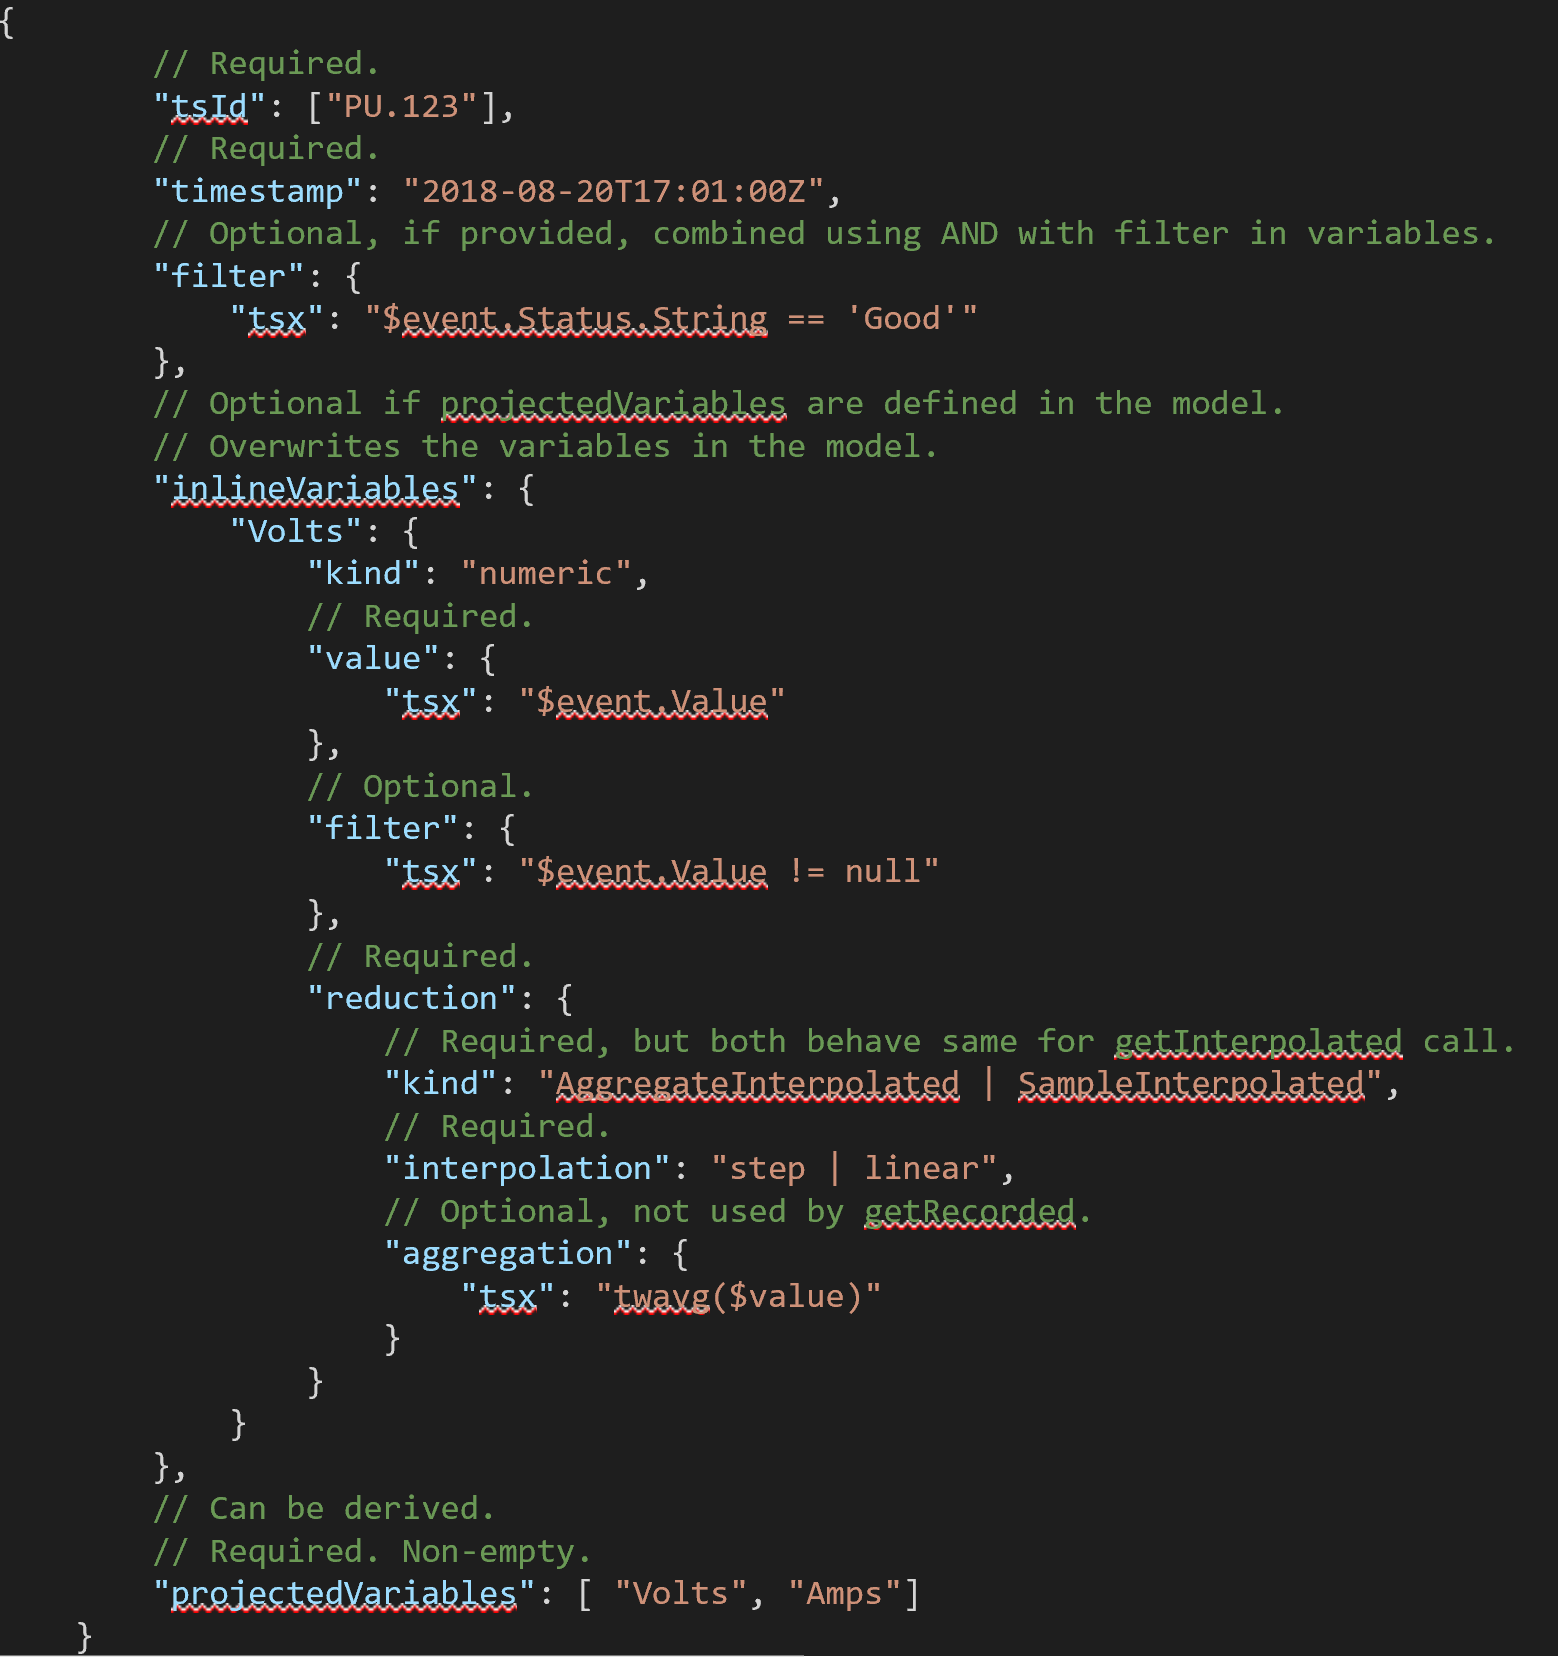 {
// Required.
"tsId": ["PU.123"],
// Required.
"timestamp": "2018-08-20T17:01:00Z",
// Optional, if provided, combined using AND with filter in variables.
"filter": {
"tsx": "$event.Status.String == 'Good'"
},
// Optional if projectedVariables are defined in the model.
// Overwrites the variables in the model.
"inlineVariables": {
"Volts": {
"kind": "numeric",
// Required.
"value": {
"tsx": "$event.Value"
},
// Optional.
"filter": {
"tsx": "$event.Value != null"
},
// Required.
"reduction": {
// Required, but both behave same for getInterpolated call.
"kind": "AggregateInterpolated | SampleInterpolated",
// Required.
"interpolation": "step | linear",
// Optional, not used by getRecorded.
"aggregation": {
"tsx": "twavg($value)"
}
}
}
},
// Can be derived.
// Required. Non-empty.
"projectedVariables": [ "Volts", "Amps"]
}